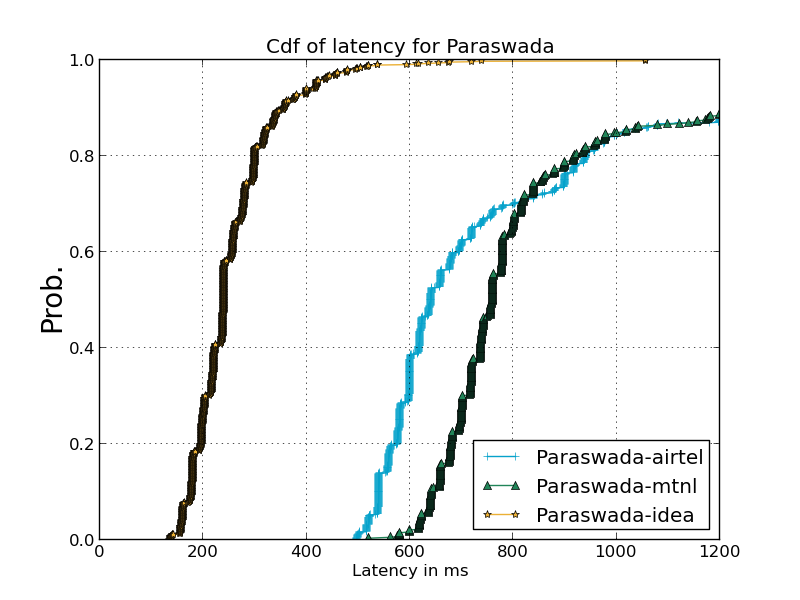 Cdf of latency for Paraswada
1.0
0.8
0.6
0.4
0.2
0.0
Prob.
0 200 400 600 800 1000 1200
Latency in ms
Paraswada-airtel
Paraswada-mtnl
Paraswada-idea